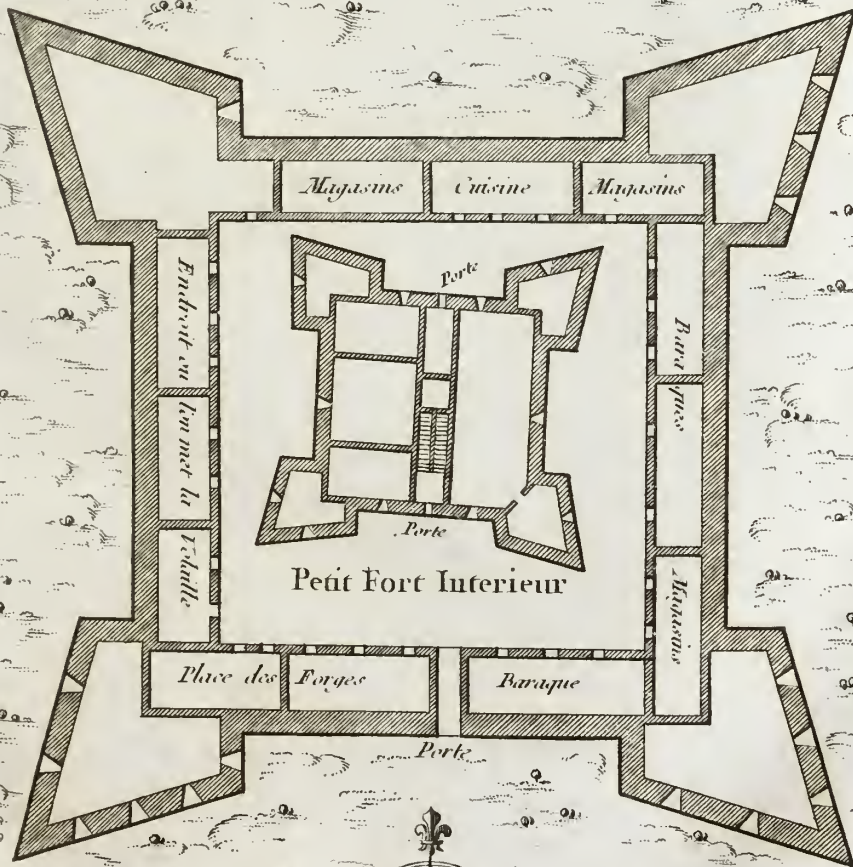 Magasins
Cuisine
Magasins
Porte
Endroit ou
l'on met la
Volaille
Baraques
Magasins
Porte
Petit Fort Interieur
Place des Forges
Baraque
Porte